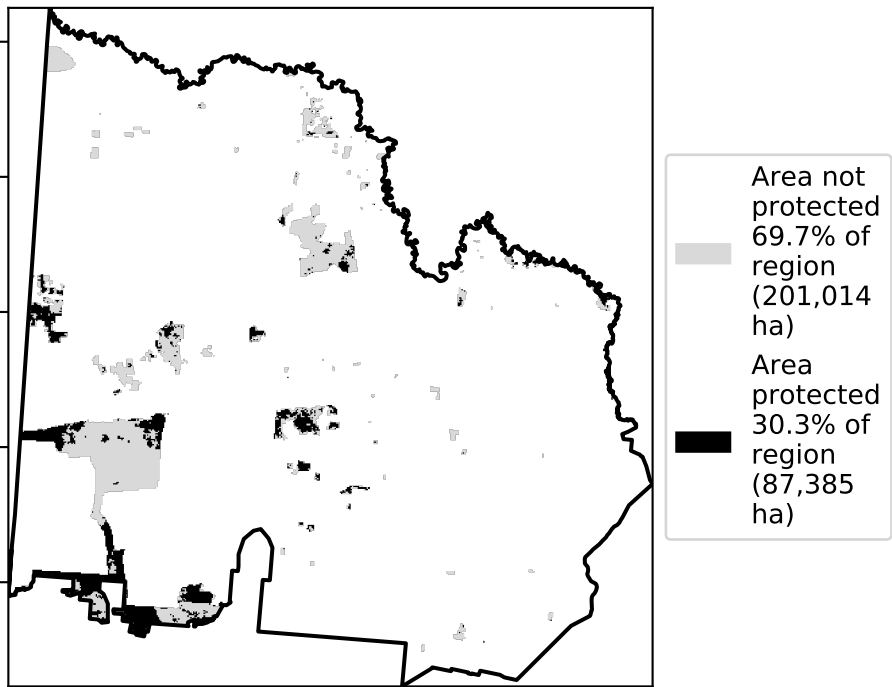 Area not
protected
69.7% of
region
(201,014
ha)
Area
protected
30.3% of
region
(87,385
ha)